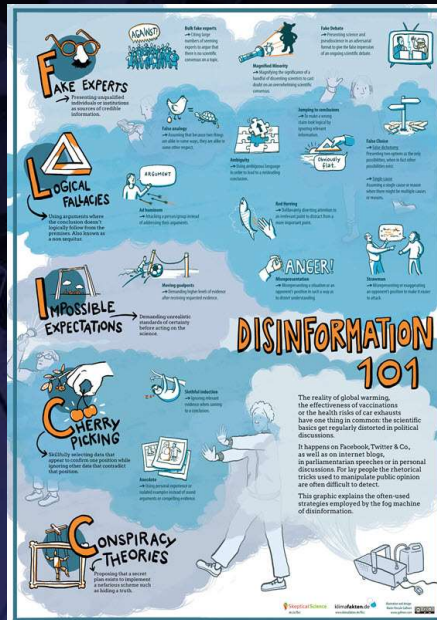 FAKE EXPERTS
Presenting unqualified
individuals or institutions
as sources of credible
information.
AGAINST!
Bulk fake experts
→ Citing large
numbers of seeming
experts to argue that
there is no scientific
consensus on a topic.
Magnified Minority
→ Magnifying the significance of a
handful of dissenting scientists to cast
doubt on an overwhelming scientific
consensus.
Fake Debate
→ Presenting science and
pseudoscience in an adversarial
format to give the false impression
of an ongoing scientific debate.
LOGICAL
FALLACIES
Using arguments where
the conclusion doesn't
logically follow from the
premises. Also known as
a non sequitur.
False analogy
→ Assuming that because two things
are alike in some ways, they are alike in
some other respect.
Ambiguity
→ Using ambiguous language
in order to lead to a misleading
conclusion.
Jumping to conclusions
Obviously
flat.
False Choice
→ False dichotomy
Presenting two options as the only
possibilities, when in fact other
possibilities exist.
→ Single cause
Assuming a single cause or reason
when there might be multiple causes
or reasons.
ARGUMENT
Ad hominem
→ Attacking a person/group instead
of addressing their arguments.
Red Herring
→ Deliberately diverting attention to
an irrelevant point to distract from a
more important point.
ANGER!
Misrepresentation
→ Misrepresenting a situation or an
opponent's position in such a way as
to distort understanding.
Strawman
→ Misrepresenting or exaggerating
an opponent's position to make it easier
to attack.
IMPOSSIBLE
EXPECTATIONS
Demanding unrealistic
standards of certainty
before acting on the
science.
Moving goalposts
→ Demanding higher levels of evidence
after receiving requested evidence.
CHERRY
PICKING
Skillfully selecting data that
appear to confirm one position while
ignoring other data that contradict
that position.
Slothful induction
→ Ignoring relevant
evidence when coming
to a conclusion.
Anecdote
→ Using personal experience or
isolated examples instead of sound
arguments or compelling evidence.
CONSPIRACY
THEORIES
Proposing that a secret
plan exists to implement
a nefarious scheme such
as hiding a truth.
DISINFORMATION
101
The reality of global warming,
the effectiveness of vaccinations
or the health risks of car exhausts
have one thing in common: the scientific
basics get regularly distorted in political
discussions.
It happens on Facebook, Twitter & Co.,
as well as on internet blogs,
in parliamentarian speeches or in personal
discussions. For lay people the rhetorical
tricks used to manipulate public opinion
are often difficult to detect.
This graphic explains the often-used
strategies employed by the fog machine
of disinformation.
SkepticalScience
klimafakten.de